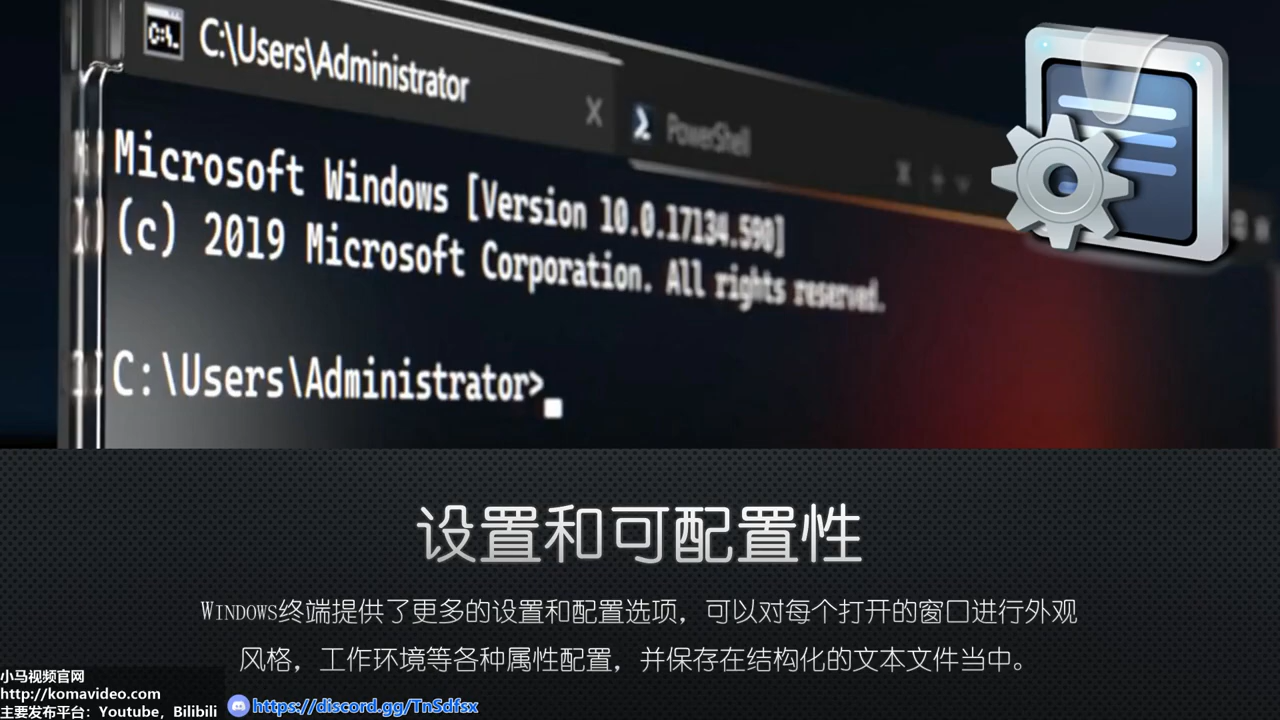 C:\Users\Administrator
X
PowerShell
X + v
Microsoft Windows [Version 10.0.17134.590]
(c) 2019 Microsoft Corporation. All rights reserved.
C:\Users\Administrator>
设置和可配置性
WINDOWS终端提供了更多的设置和配置选项，可以对每个打开的窗口进行外观
风格，工作环境等各种属性配置，并保存在结构化的文本文件当中。
小马视频官网
http://komavideo.com
主要发布平台：Youtube，Bilibili
https://discord.gg/TnSdfsx